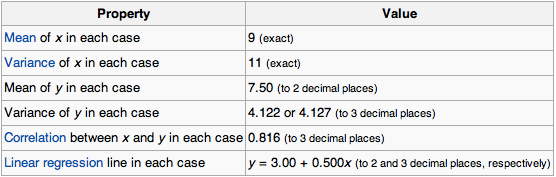 Property Value
Mean of x in each case 9 (exact)
Variance of x in each case 11 (exact)
Mean of y in each case 7.50 (to 2 decimal places)
Variance of y in each case 4.122 or 4.127 (to 3 decimal places)
Correlation between x and y in each case 0.816 (to 3 decimal places)
Linear regression line in each case y = 3.00 + 0.500x (to 2 and 3 decimal places, respectively)